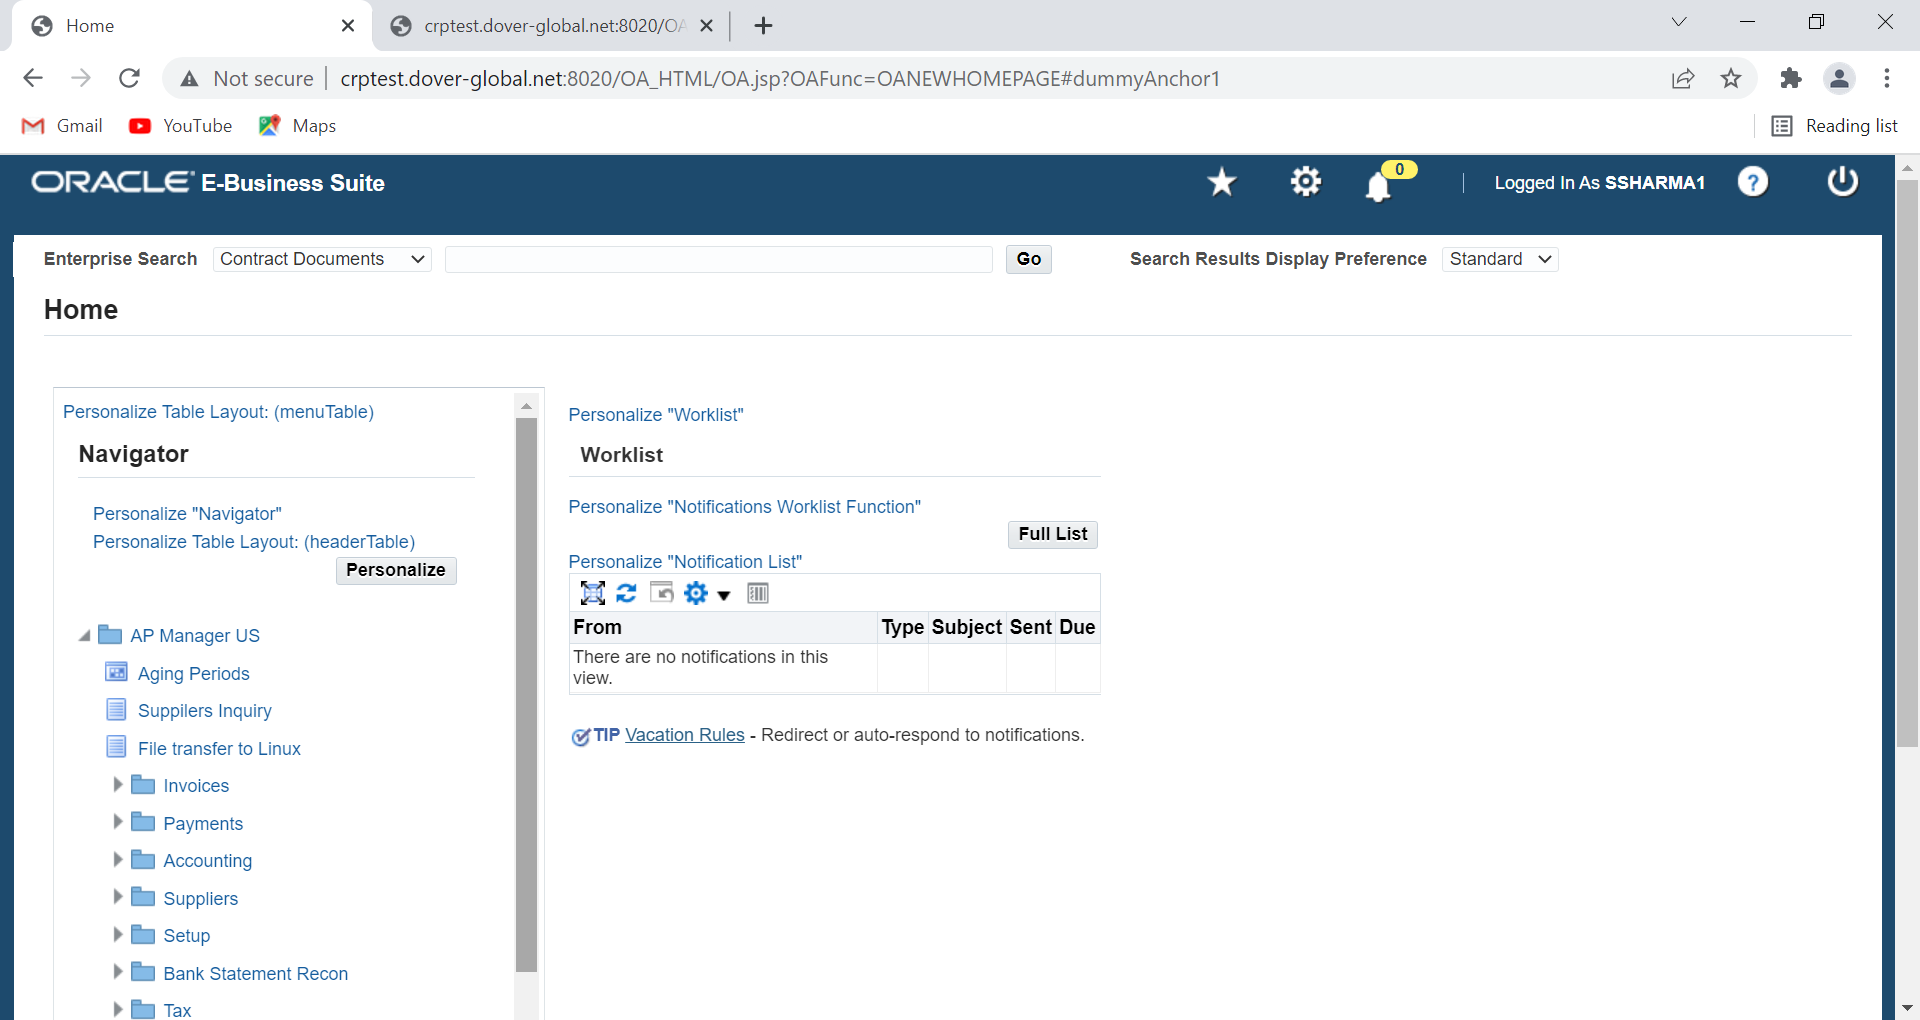 Home
crptest.dover-global.net:8020/OA
Not secure crptest.dover-global.net:8020/OA_HTML/OA.jsp?OAFunc=OANEWHOMEPAGE#dummyAnchor1
Gmail YouTube Maps Reading list
ORACLE E-Business Suite 0 Logged In As SSHARMA1 ?
Enterprise Search Contract Documents Go Search Results Display Preference Standard
Home
Personalize Table Layout: (menuTable)
Navigator
Personalize "Navigator"
Personalize Table Layout: (headerTable)
Personalize
AP Manager US
Aging Periods
Suppilers Inquiry
File transfer to Linux
Invoices
Payments
Accounting
Suppliers
Setup
Bank Statement Recon
Tax
Personalize "Worklist"
Worklist
Personalize "Notifications Worklist Function"
Full List
Personalize "Notification List"
From Type Subject Sent Due
There are no notifications in this
view.
TIP Vacation Rules - Redirect or auto-respond to notifications.